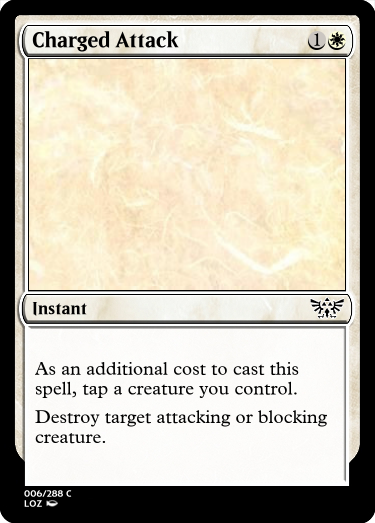 Charged Attack 1
Instant
As an additional cost to cast this
spell, tap a creature you control.
Destroy target attacking or blocking
creature.
006/288 C
LOZ